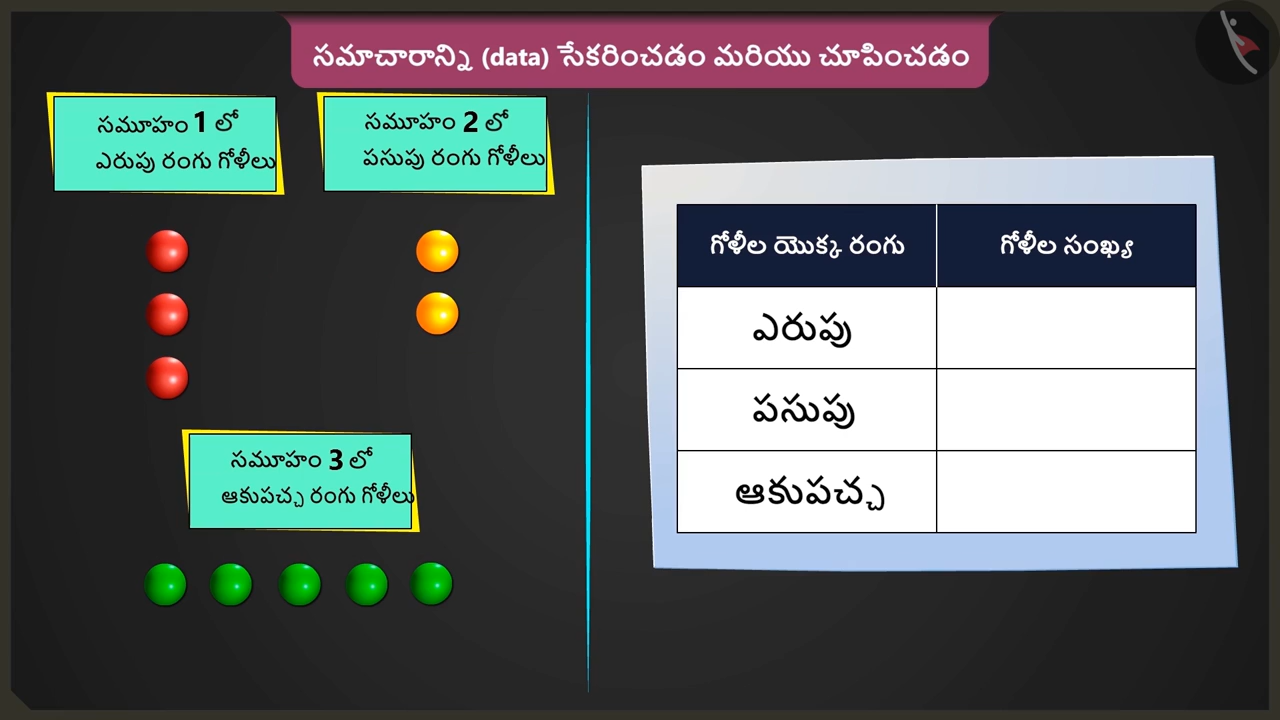 సమాచారాన్ని (data) సేకరించడం మరియు చూపించడం
సమూహం 1 లో
ఎరుపు రంగు గోళీలు
సమూహం 2 లో
పసుపు రంగు గోళీలు
సమూహం 3 లో
ఆకుపచ్చ రంగు గోళీలు
గోళీల యొక్క రంగు
గోళీల సంఖ్య
ఎరుపు
పసుపు
ఆకుపచ్చ